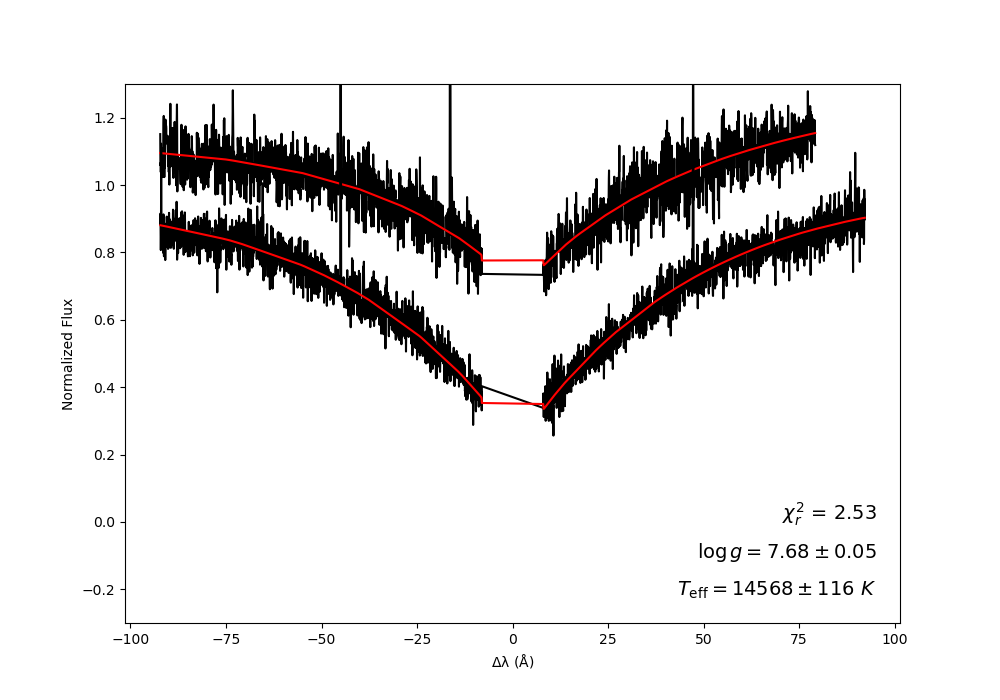 1.2
1.0
0.8
0.6
0.4
0.2
0.0
−0.2
Normalized Flux
χ²ᵣ = 2.53
log g = 7.68 ± 0.05
T_eff = 14568 ± 116 K
−100 −75 −50 −25 0 25 50 75 100
Δλ (Å)